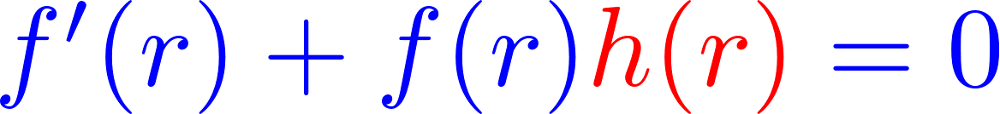 f′(r) + f(r)h(r) = 0